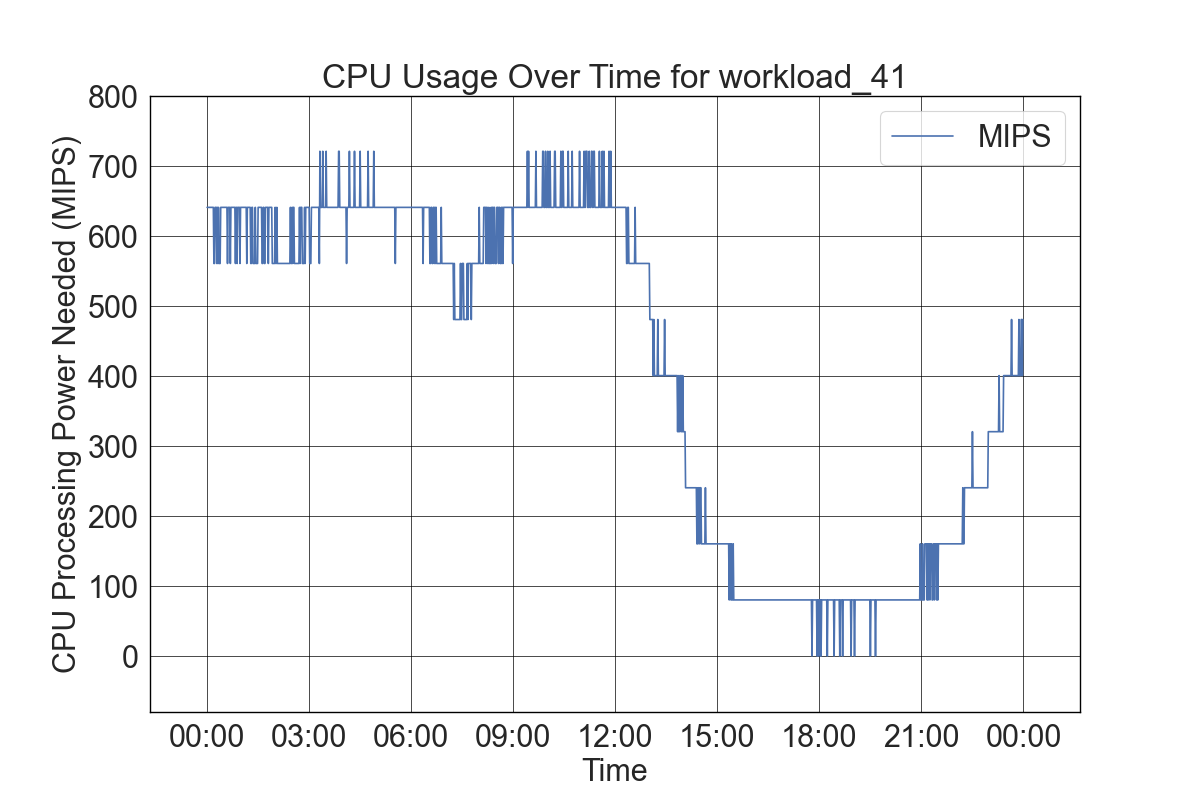 CPU Usage Over Time for workload_41
MIPS
CPU Processing Power Needed (MIPS)
800
700
600
500
400
300
200
100
0
00:00 03:00 06:00 09:00 12:00 15:00 18:00 21:00 00:00
Time